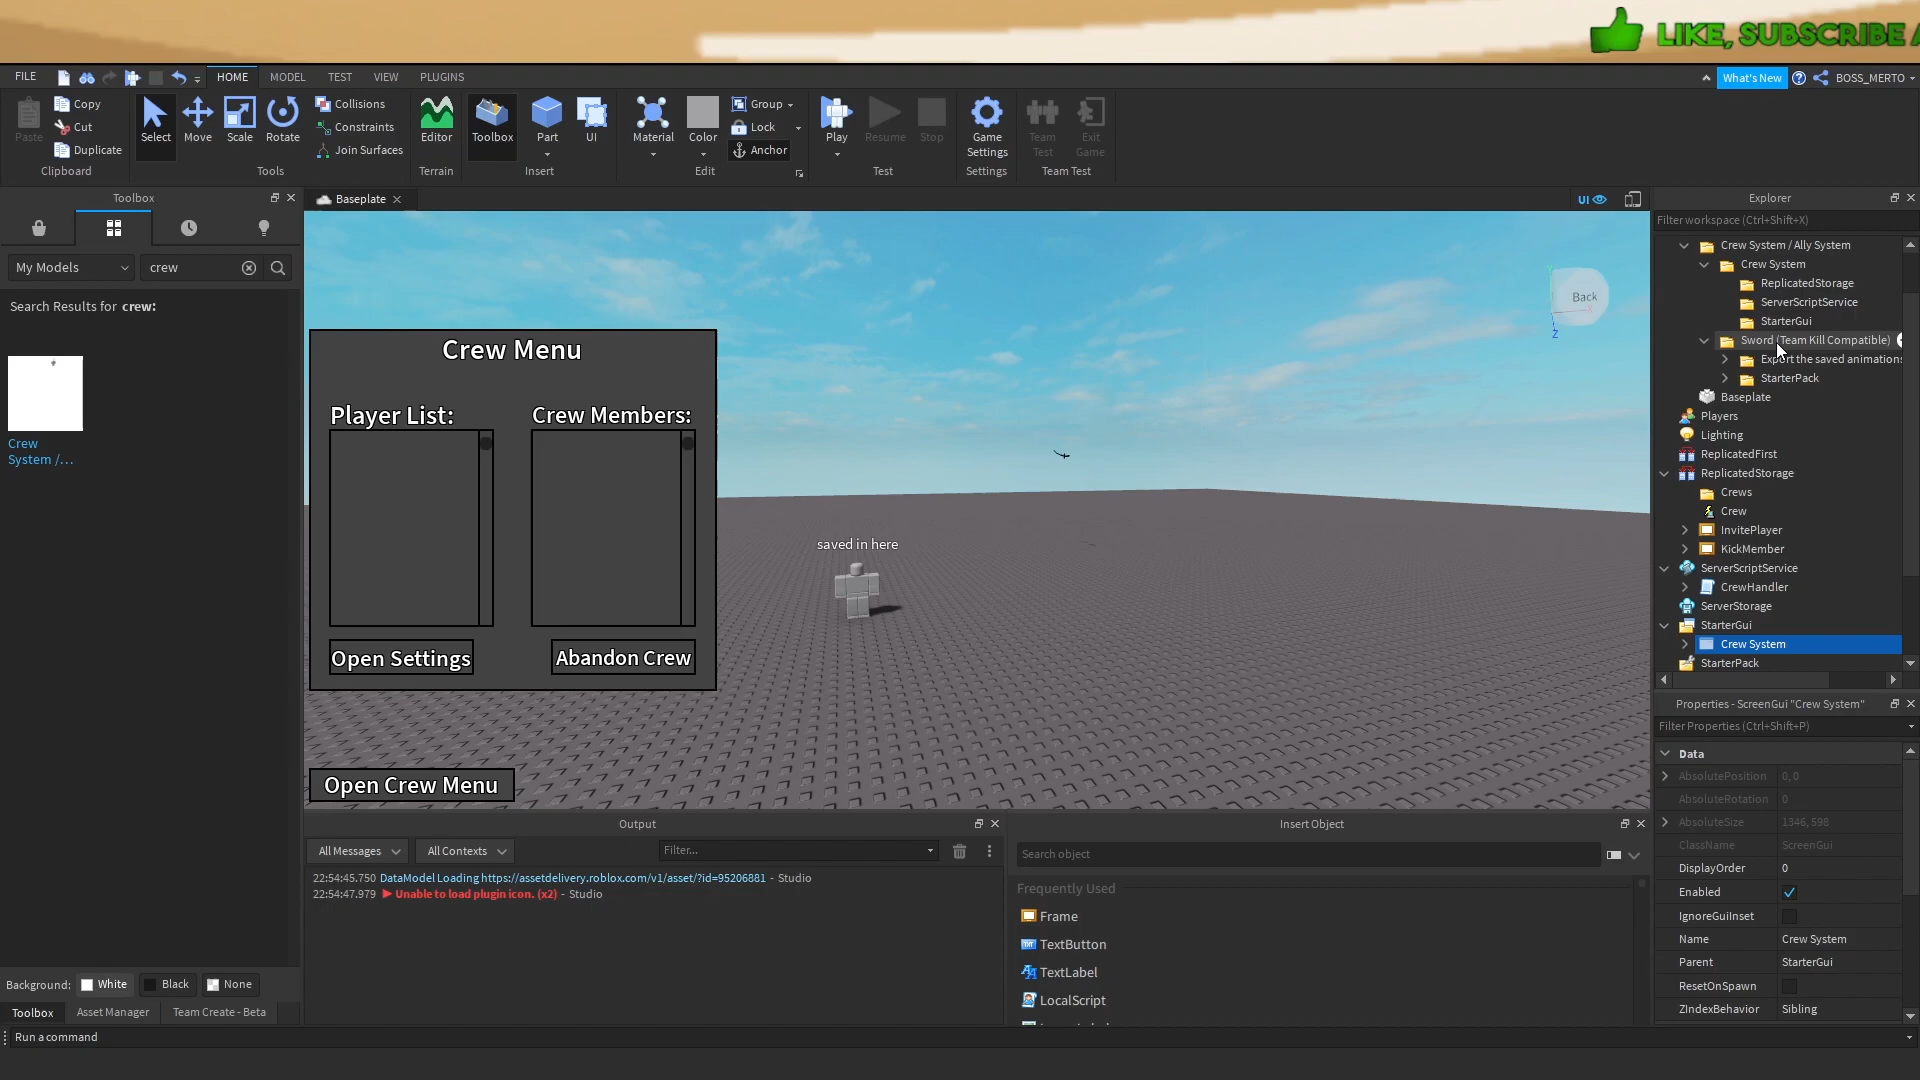 LIKE, SUBSCRIBE A
FILE HOME MODEL TEST VIEW PLUGINS What's New BOSS_MERTO
Paste Copy Cut Duplicate Clipboard
Select Move Scale Rotate Collisions Constraints Join Surfaces Tools
Editor Terrain
Toolbox Part UI Insert
Material Color Group Lock Anchor Edit
Play Resume Stop Test
Game Settings Settings
Team Test Exit Game Team Test
Toolbox
My Models crew
Search Results for crew:
Crew
System /...
Background: White Black None
Toolbox Asset Manager Team Create - Beta
Run a command
Baseplate UI
Crew Menu
Player List: Crew Members:
Open Settings Abandon Crew
Open Crew Menu
saved in here
Back
Y
Z
Output
All Messages All Contexts Filter...
22:54:45.750 DataModel Loading https://assetdelivery.roblox.com/v1/asset/?id=95206881 - Studio
22:54:47.979 Unable to load plugin icon. (x2) - Studio
Insert Object
Search object
Frequently Used
Frame
TextButton
TextLabel
LocalScript
Explorer
Filter workspace (Ctrl+Shift+X)
Crew System / Ally System
Crew System
ReplicatedStorage
ServerScriptService
StarterGui
Sword (Team Kill Compatible)
Export the saved animations
StarterPack
Baseplate
Players
Lighting
ReplicatedFirst
ReplicatedStorage
Crews
Crew
InvitePlayer
KickMember
ServerScriptService
CrewHandler
ServerStorage
StarterGui
Crew System
StarterPack
Properties - ScreenGui "Crew System"
Filter Properties (Ctrl+Shift+P)
Data
AbsolutePosition 0, 0
AbsoluteRotation 0
AbsoluteSize 1346, 598
ClassName ScreenGui
DisplayOrder 0
Enabled
IgnoreGuiInset
Name Crew System
Parent StarterGui
ResetOnSpawn
ZIndexBehavior Sibling